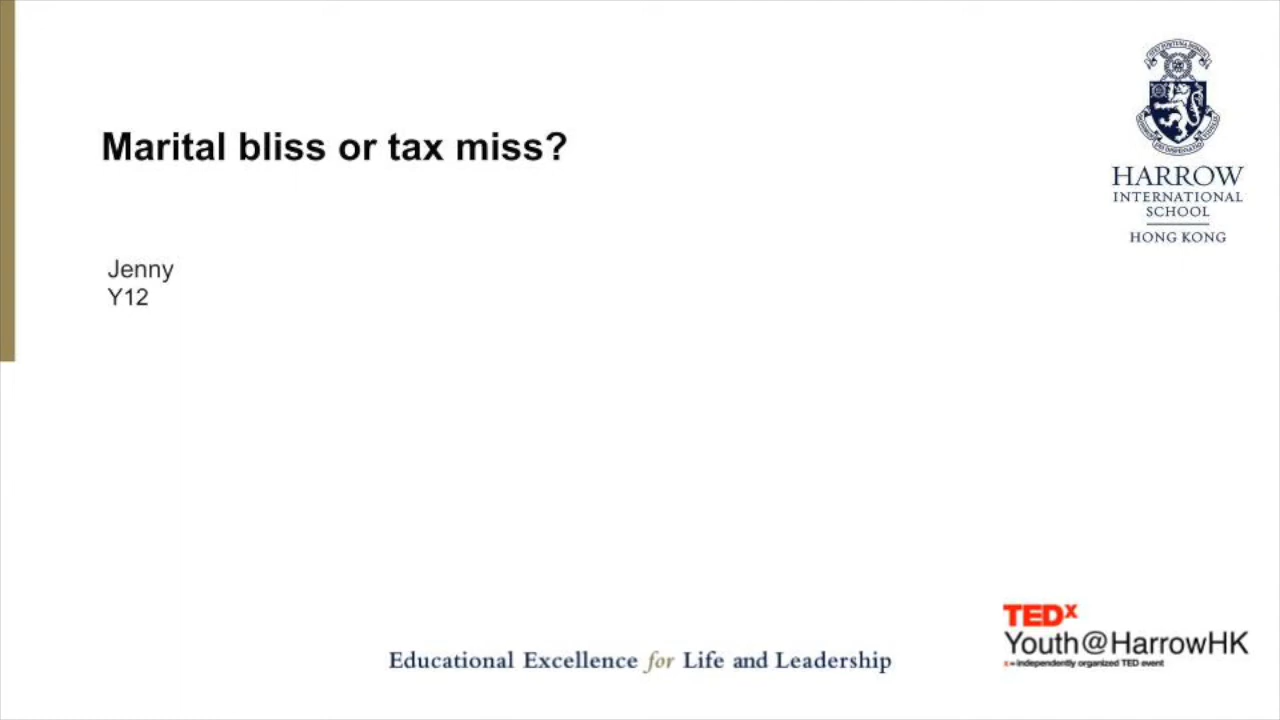 Marital bliss or tax miss?
Jenny
Y12
HARROW
INTERNATIONAL
SCHOOL
HONG KONG
TEDx
Youth@HarrowHK
x = independently organized TED event
Educational Excellence for Life and Leadership